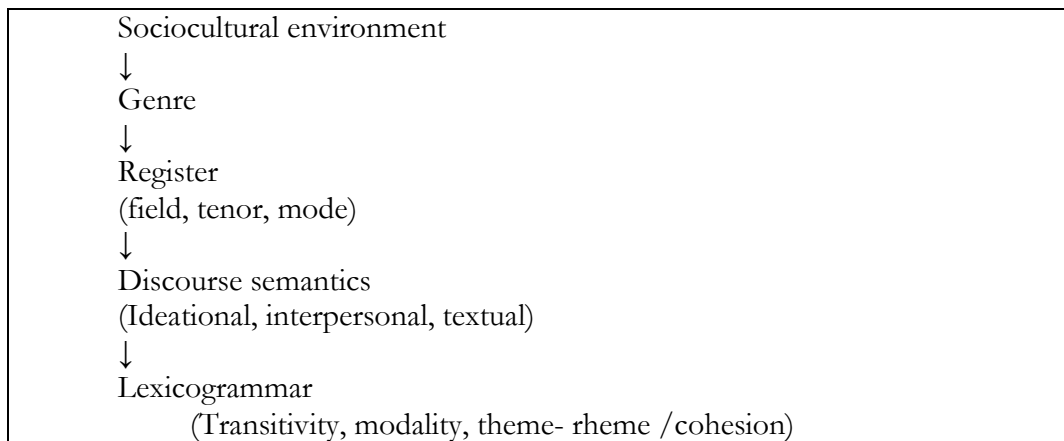 Sociocultural environment
↓
Genre
↓
Register
(field, tenor, mode)
↓
Discourse semantics
(Ideational, interpersonal, textual)
↓
Lexicogrammar
(Transitivity, modality, theme- rheme /cohesion)